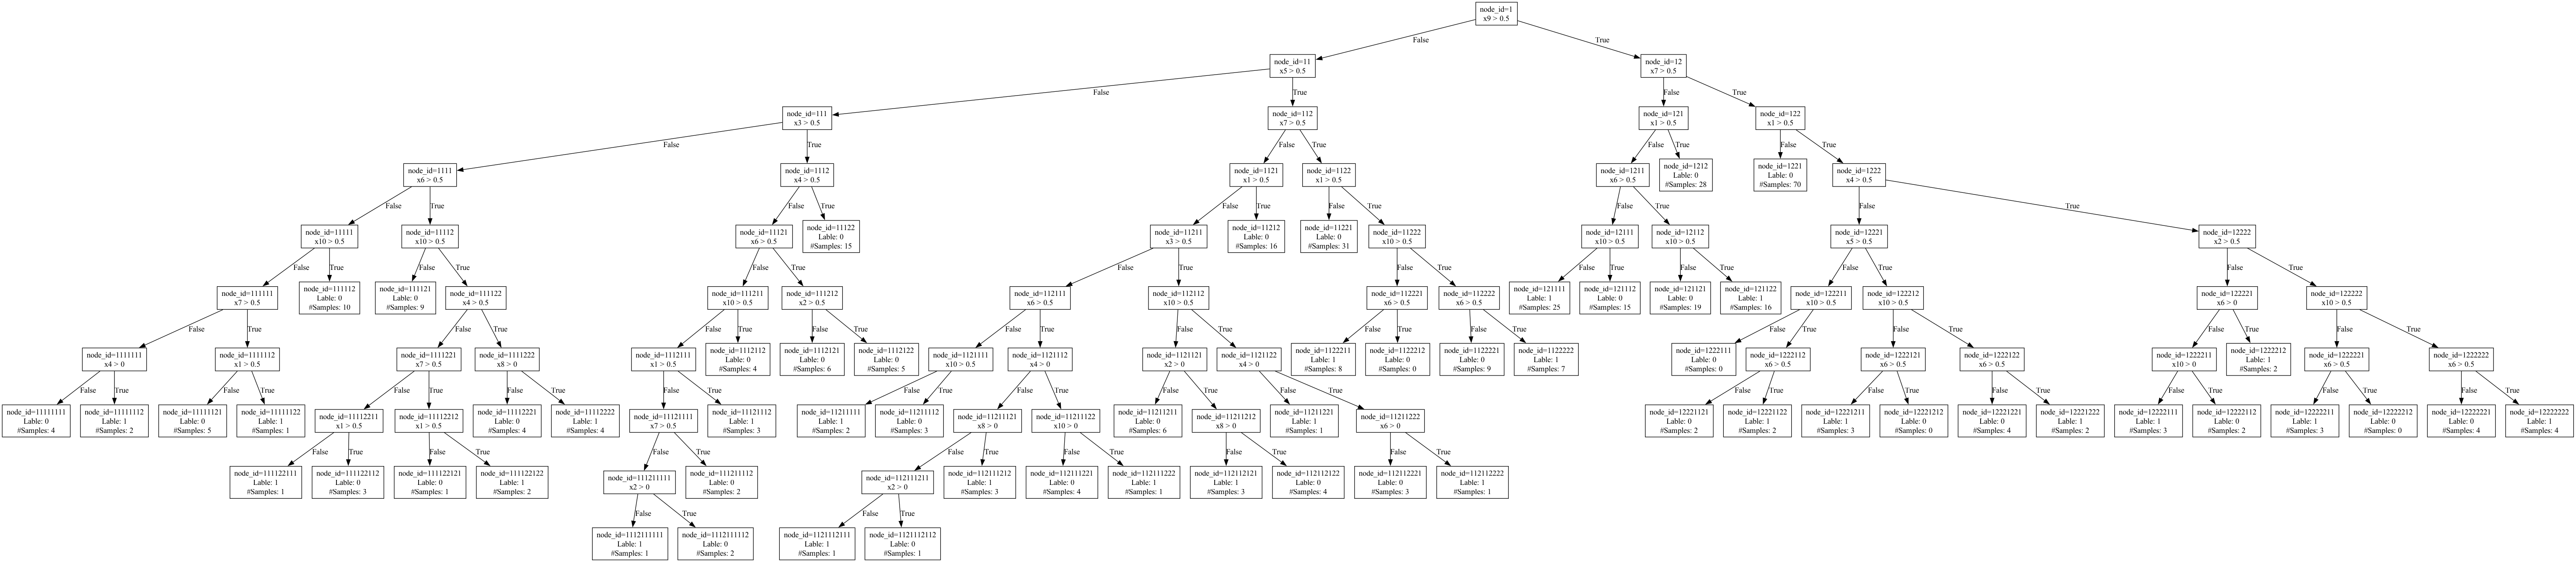 node_id=1
x9 > 0.5
False
True
node_id=11
x5 > 0.5
node_id=12
x7 > 0.5
False
True
False
True
node_id=111
x3 > 0.5
node_id=112
x7 > 0.5
node_id=121
x1 > 0.5
node_id=122
x1 > 0.5
False
True
False
True
False
True
False
True
node_id=1111
x6 > 0.5
node_id=1112
x4 > 0.5
node_id=1121
x1 > 0.5
node_id=1122
x1 > 0.5
node_id=1211
x6 > 0.5
node_id=1212
Lable: 0
#Samples: 28
node_id=1221
Lable: 0
#Samples: 70
node_id=1222
x4 > 0.5
False
True
False
True
False
True
False
True
False
True
False
True
node_id=11111
x10 > 0.5
node_id=11112
x10 > 0.5
node_id=11121
x6 > 0.5
node_id=11122
Lable: 0
#Samples: 15
node_id=11211
x3 > 0.5
node_id=11212
Lable: 0
#Samples: 16
node_id=11221
Lable: 0
#Samples: 31
node_id=11222
x10 > 0.5
node_id=12111
x10 > 0.5
node_id=12112
x10 > 0.5
node_id=12221
x5 > 0.5
node_id=12222
x2 > 0.5
False
True
False
True
False
True
False
True
False
True
False
True
False
True
False
True
False
True
node_id=111111
x7 > 0.5
node_id=111112
Lable: 0
#Samples: 10
node_id=111121
Lable: 0
#Samples: 9
node_id=111122
x4 > 0.5
node_id=111211
x10 > 0.5
node_id=111212
x2 > 0.5
node_id=112111
x6 > 0.5
node_id=112112
x10 > 0.5
node_id=112221
x6 > 0.5
node_id=112222
x6 > 0.5
node_id=121111
Lable: 1
#Samples: 25
node_id=121112
Lable: 0
#Samples: 15
node_id=121121
Lable: 0
#Samples: 19
node_id=121122
Lable: 1
#Samples: 16
node_id=122211
x10 > 0.5
node_id=122212
x10 > 0.5
node_id=122221
x6 > 0
node_id=122222
x10 > 0.5
False
True
False
True
False
True
False
True
False
True
False
True
False
True
False
True
False
True
False
True
False
True
False
True
node_id=1111111
x4 > 0
node_id=1111112
x1 > 0.5
node_id=1111221
x7 > 0.5
node_id=1111222
x8 > 0
node_id=1112111
x1 > 0.5
node_id=1112112
Lable: 0
#Samples: 4
node_id=1112121
Lable: 0
#Samples: 6
node_id=1112122
Lable: 0
#Samples: 5
node_id=1121111
x10 > 0.5
node_id=1121112
x4 > 0
node_id=1121121
x2 > 0
node_id=1121122
x4 > 0
node_id=1122211
Lable: 1
#Samples: 8
node_id=1122212
Lable: 0
#Samples: 0
node_id=1122221
Lable: 0
#Samples: 9
node_id=1122222
Lable: 1
#Samples: 7
node_id=1222111
Lable: 0
#Samples: 0
node_id=1222112
x6 > 0.5
node_id=1222121
x6 > 0.5
node_id=1222122
x6 > 0.5
node_id=1222211
x10 > 0
node_id=1222212
Lable: 1
#Samples: 2
node_id=1222221
x6 > 0.5
node_id=1222222
x6 > 0.5
False
True
False
True
False
True
False
True
False
True
False
True
False
True
False
True
False
True
False
True
False
True
False
True
False
True
False
True
False
True
node_id=11111111
Lable: 0
#Samples: 4
node_id=11111112
Lable: 1
#Samples: 2
node_id=11111121
Lable: 0
#Samples: 5
node_id=11111122
Lable: 1
#Samples: 1
node_id=11112211
x1 > 0.5
node_id=11112212
x1 > 0.5
node_id=11112221
Lable: 0
#Samples: 4
node_id=11112222
Lable: 1
#Samples: 4
node_id=11121111
x7 > 0.5
node_id=11121112
Lable: 1
#Samples: 3
node_id=11211111
Lable: 1
#Samples: 2
node_id=11211112
Lable: 0
#Samples: 3
node_id=11211121
x8 > 0
node_id=11211122
x10 > 0
node_id=11211211
Lable: 0
#Samples: 6
node_id=11211212
x8 > 0
node_id=11211221
Lable: 1
#Samples: 1
node_id=11211222
x6 > 0
node_id=12221121
Lable: 0
#Samples: 2
node_id=12221122
Lable: 1
#Samples: 2
node_id=12221211
Lable: 1
#Samples: 3
node_id=12221212
Lable: 0
#Samples: 0
node_id=12221221
Lable: 0
#Samples: 4
node_id=12221222
Lable: 1
#Samples: 2
node_id=12222111
Lable: 1
#Samples: 3
node_id=12222112
Lable: 0
#Samples: 2
node_id=12222211
Lable: 1
#Samples: 3
node_id=12222212
Lable: 0
#Samples: 0
node_id=12222221
Lable: 0
#Samples: 4
node_id=12222222
Lable: 1
#Samples: 4
False
True
False
True
False
True
False
True
False
True
False
True
False
True
node_id=111122111
Lable: 1
#Samples: 1
node_id=111122112
Lable: 0
#Samples: 3
node_id=111122121
Lable: 0
#Samples: 1
node_id=111122122
Lable: 1
#Samples: 2
node_id=111211111
x2 > 0
node_id=111211112
Lable: 0
#Samples: 2
node_id=112111211
x2 > 0
node_id=112111212
Lable: 1
#Samples: 3
node_id=112111221
Lable: 0
#Samples: 4
node_id=112111222
Lable: 1
#Samples: 1
node_id=112112121
Lable: 1
#Samples: 3
node_id=112112122
Lable: 0
#Samples: 4
node_id=112112221
Lable: 0
#Samples: 3
node_id=112112222
Lable: 1
#Samples: 1
False
True
False
True
node_id=1112111111
Lable: 1
#Samples: 1
node_id=1112111112
Lable: 0
#Samples: 2
node_id=1121112111
Lable: 1
#Samples: 1
node_id=1121112112
Lable: 0
#Samples: 1